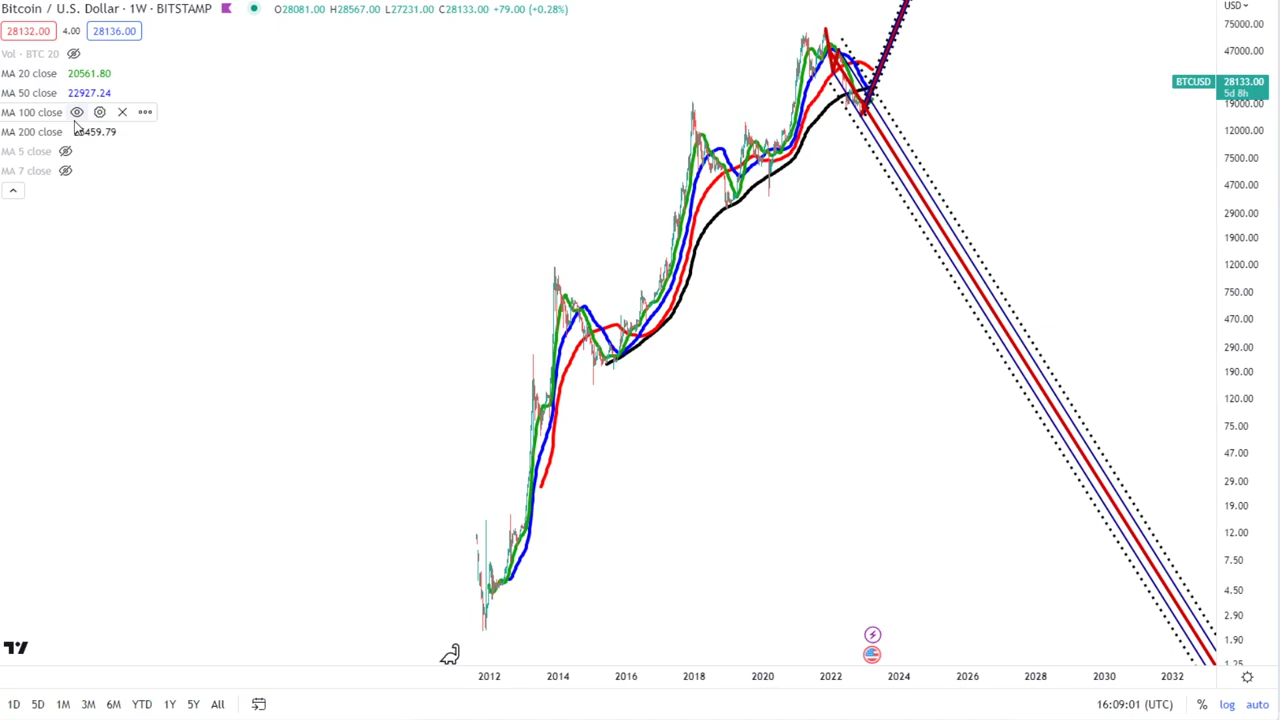 Bitcoin / U.S. Dollar · 1W · BITSTAMP
O28081.00 H28567.00 L27231.00 C28133.00 +79.00 (+0.28%)
28132.00 4.00 28136.00
Vol · BTC 20
MA 20 close 20561.80
MA 50 close 22927.24
MA 100 close
MA 200 close 459.79
MA 5 close
MA 7 close
USD
75000.00
47000.00
BTCUSD 28133.00
5d 8h
19000.00
12000.00
7500.00
4700.00
2900.00
1900.00
1200.00
750.00
470.00
290.00
190.00
120.00
75.00
47.00
29.00
19.00
12.00
7.50
4.50
2.90
1.90
1.25
2012 2014 2016 2018 2020 2022 2024 2026 2028 2030 2032
1D 5D 1M 3M 6M YTD 1Y 5Y All
16:09:01 (UTC) % log auto